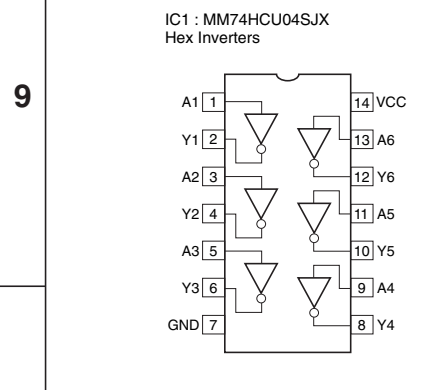 IC1 : MM74HCU04SJX
Hex Inverters
9
A1 1 14 VCC
Y1 2 13 A6
A2 3 12 Y6
Y2 4 11 A5
A3 5 10 Y5
Y3 6 9 A4
GND 7 8 Y4